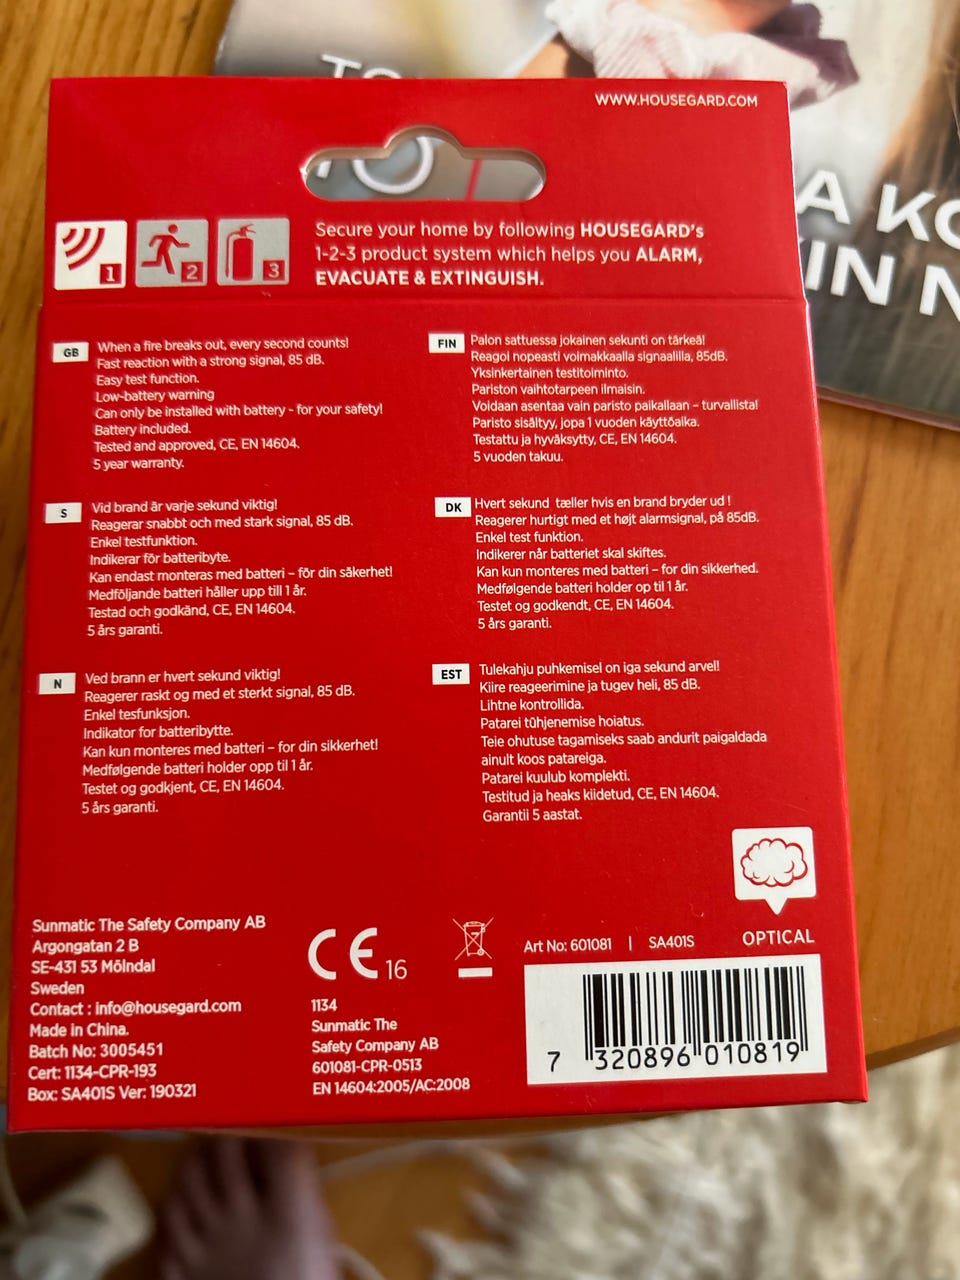 WWW.HOUSEGARD.COM
TO
A KO
IN N
1 2 3
Secure your home by following HOUSEGARD's
1-2-3 product system which helps you ALARM,
EVACUATE & EXTINGUISH.
GB
When a fire breaks out, every second counts!
Fast reaction with a strong signal, 85 dB.
Easy test function.
Low-battery warning
Can only be installed with battery - for your safety!
Battery included.
Tested and approved, CE, EN 14604.
5 year warranty.
FIN
Palon sattuessa jokainen sekunti on tärkeä!
Reagoi nopeasti voimakkaalla signaalilla, 85dB.
Yksinkertainen testitoiminto.
Pariston vaihtotarpeen ilmaisin.
Voidaan asentaa vain paristo paikallaan – turvallista!
Paristo sisältyy, jopa 1 vuoden käyttöaika.
Testattu ja hyväksytty, CE, EN 14604.
5 vuoden takuu.
S
Vid brand är varje sekund viktig!
Reagerar snabbt och med stark signal, 85 dB.
Enkel testfunktion.
Indikerar för batteribyte.
Kan endast monteras med batteri – för din säkerhet!
Medföljande batteri håller upp till 1 år.
Testad och godkänd, CE, EN 14604.
5 års garanti.
DK
Hvert sekund tæller hvis en brand bryder ud !
Reagerer hurtigt med et højt alarmsignal, på 85dB.
Enkel test funktion.
Indikerer når batteriet skal skiftes.
Kan kun monteres med batteri – for din sikkerhed.
Medfølgende batteri holder op til 1 år.
Testet og godkendt, CE, EN 14604.
5 års garanti.
N
Ved brann er hvert sekund viktig!
Reagerer raskt og med et sterkt signal, 85 dB.
Enkel tesfunksjon.
Indikator for batteribytte.
Kan kun monteres med batteri – for din sikkerhet!
Medfølgende batteri holder opp til 1 år.
Testet og godkjent, CE, EN 14604.
5 års garanti.
EST
Tulekahju puhkemisel on iga sekund arvel!
Kiire reageerimine ja tugev heli, 85 dB.
Lihtne kontrollida.
Patarei tühjenemise hoiatus.
Teie ohutuse tagamiseks saab andurit paigaldada
ainult koos patareiga.
Patarei kuulub komplekti.
Testitud ja heaks kiidetud, CE, EN 14604.
Garantii 5 aastat.
Sunmatic The Safety Company AB
Argongatan 2 B
SE-431 53 Mölndal
Sweden
Contact : info@housegard.com
Made in China.
Batch No: 3005451
Cert: 1134-CPR-193
Box: SA401S Ver: 190321
CE 16
1134
Sunmatic The
Safety Company AB
601081-CPR-0513
EN 14604:2005/AC:2008
Art No: 601081 | SA401S
OPTICAL
7 320896 010819